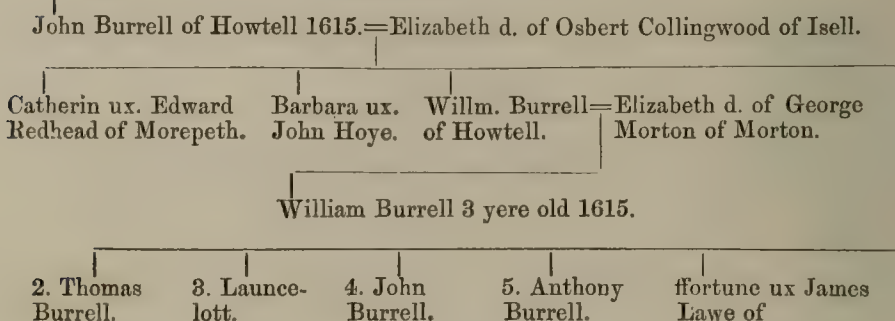 John Burrell of Howtell 1615.=Elizabeth d. of Osbert Collingwood of Isell.
Catherin ux. Edward Redhead of Morepeth.
Barbara ux. John Hoye.
Willm. Burrell=Elizabeth d. of George
of Howtell. Morton of Morton.
William Burrell 3 yere old 1615.
2. Thomas Burrell.
3. Launce-lott.
4. John Burrell.
5. Anthony Burrell.
ffortune ux James Lawe of